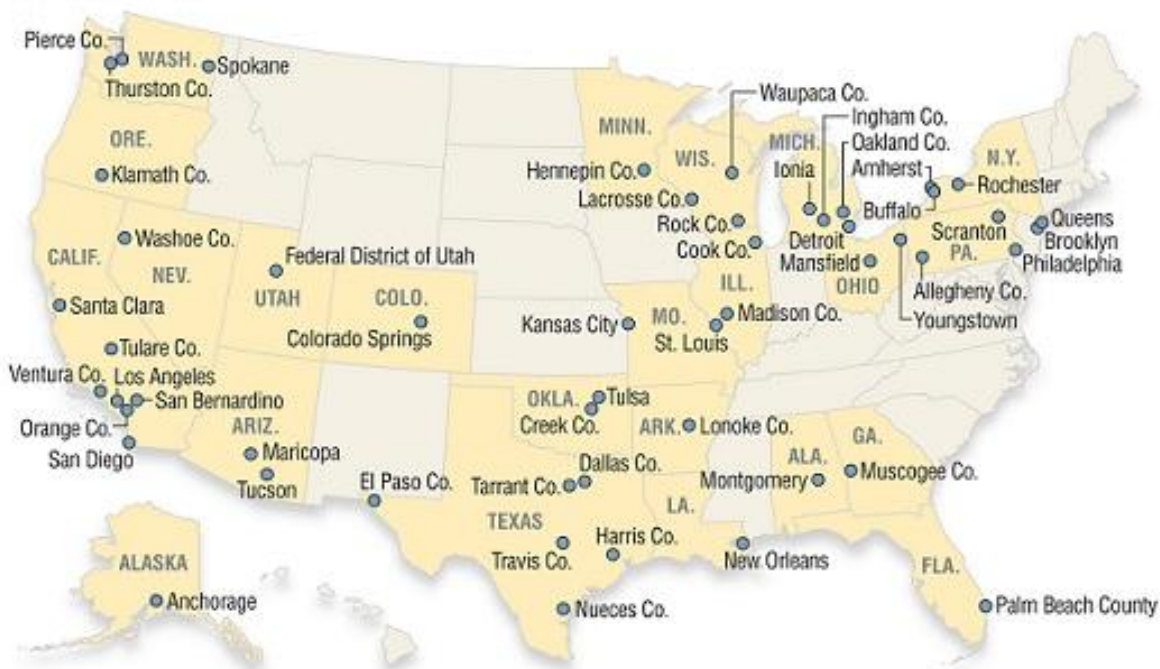 Pierce Co.
WASH.
Spokane
Thurston Co.
ORE.
Klamath Co.
CALIF.
Washoe Co.
NEV.
Santa Clara
Tulare Co.
Ventura Co.
Los Angeles
San Bernardino
Orange Co.
San Diego
Federal District of Utah
UTAH
COLO.
Colorado Springs
ARIZ.
Maricopa
Tucson
El Paso Co.
MINN.
Hennepin Co.
WIS.
Waupaca Co.
Lacrosse Co.
Rock Co.
Cook Co.
MICH.
Ionia
Ingham Co.
Oakland Co.
Detroit
Amherst
Buffalo
N.Y.
Rochester
Queens
Brooklyn
Scranton
PA.
Philadelphia
Allegheny Co.
Mansfield
OHIO
Youngstown
ILL.
Madison Co.
Kansas City
MO.
St. Louis
OKLA.
Tulsa
Creek Co.
ARK.
Lonoke Co.
Dallas Co.
Tarrant Co.
TEXAS
Travis Co.
Harris Co.
Nueces Co.
LA.
New Orleans
ALA.
Montgomery
GA.
Muscogee Co.
FLA.
Palm Beach County
ALASKA
Anchorage